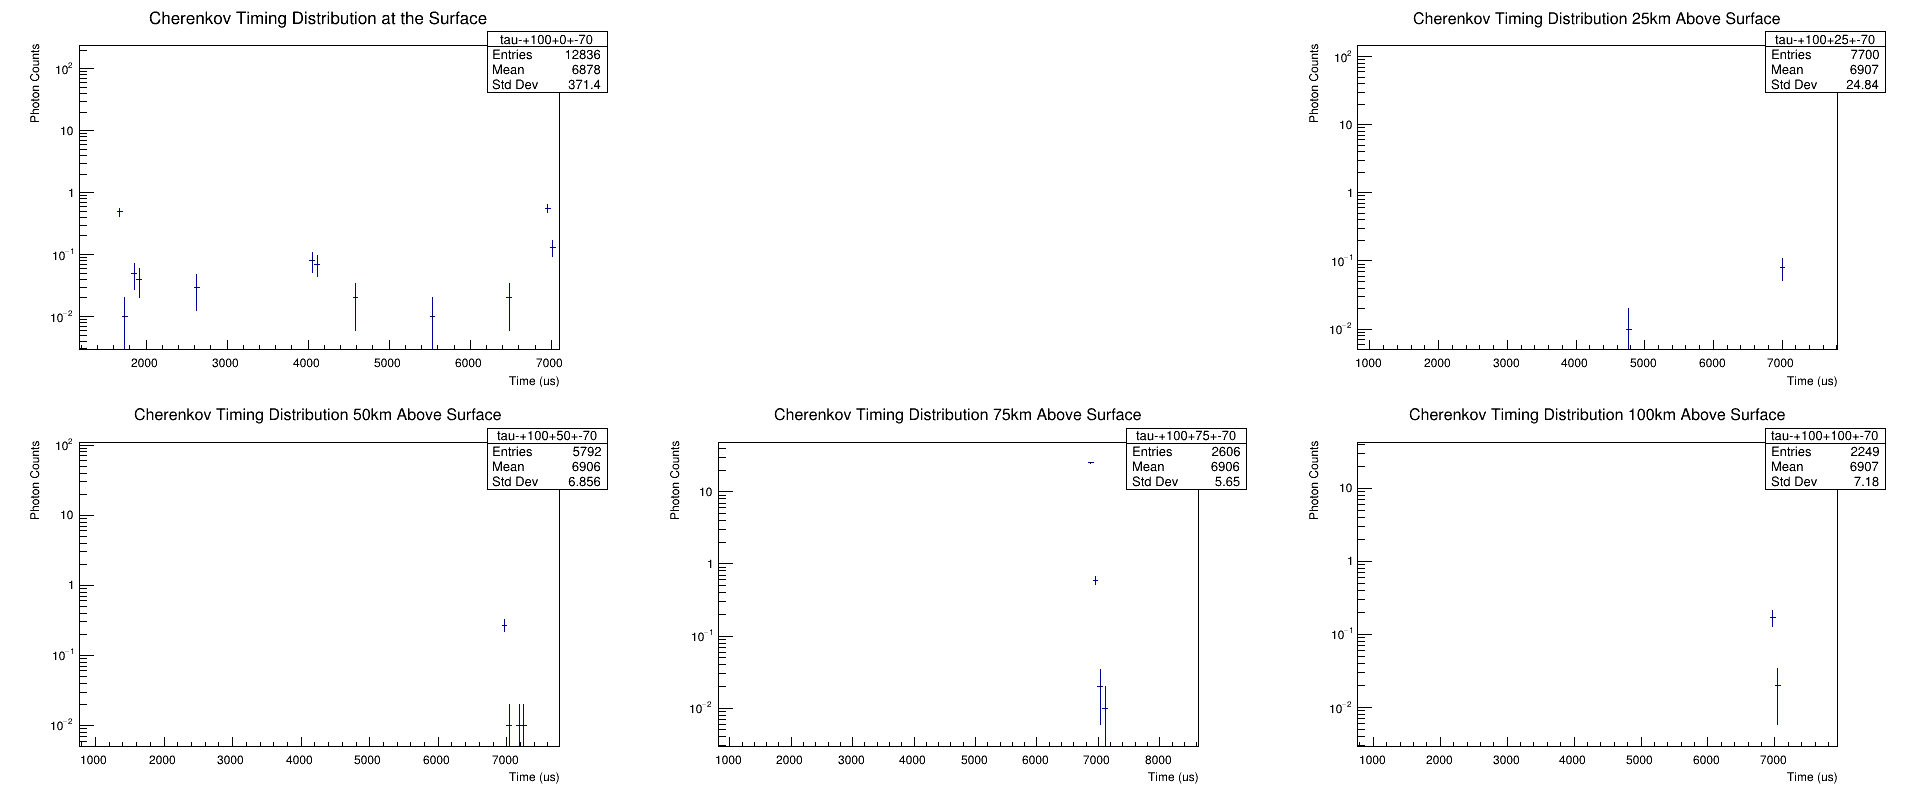 Cherenkov Timing Distribution at the Surface
tau-+100+0+-70
Entries 12836
Mean 6878
Std Dev 371.4
Photon Counts
10²
10
1
10⁻¹
10⁻²
2000 3000 4000 5000 6000 7000
Time (us)
Cherenkov Timing Distribution 25km Above Surface
tau-+100+25+-70
Entries 7700
Mean 6907
Std Dev 24.84
Photon Counts
10²
10
1
10⁻¹
10⁻²
1000 2000 3000 4000 5000 6000 7000
Time (us)
Cherenkov Timing Distribution 50km Above Surface
tau-+100+50+-70
Entries 5792
Mean 6906
Std Dev 6.856
Photon Counts
10²
10
1
10⁻¹
10⁻²
1000 2000 3000 4000 5000 6000 7000
Time (us)
Cherenkov Timing Distribution 75km Above Surface
tau-+100+75+-70
Entries 2606
Mean 6906
Std Dev 5.65
Photon Counts
10
1
10⁻¹
10⁻²
1000 2000 3000 4000 5000 6000 7000 8000
Time (us)
Cherenkov Timing Distribution 100km Above Surface
tau-+100+100+-70
Entries 2249
Mean 6907
Std Dev 7.18
Photon Counts
10
1
10⁻¹
10⁻²
1000 2000 3000 4000 5000 6000 7000
Time (us)